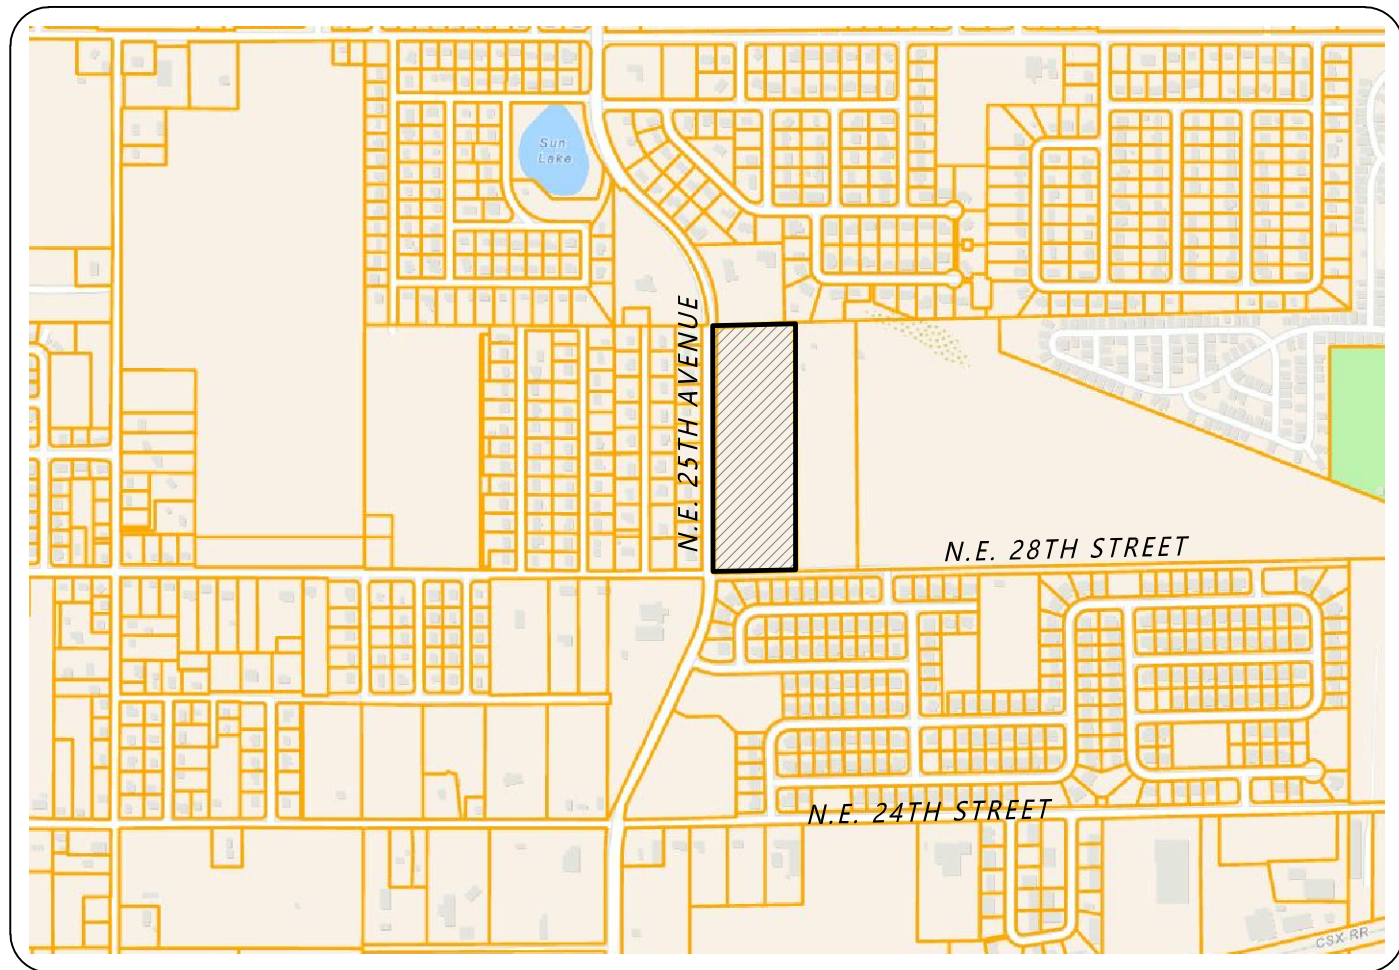 Sun
Lake
N.E. 25TH AVENUE
N.E. 28TH STREET
N.E. 24TH STREET
CSX RR